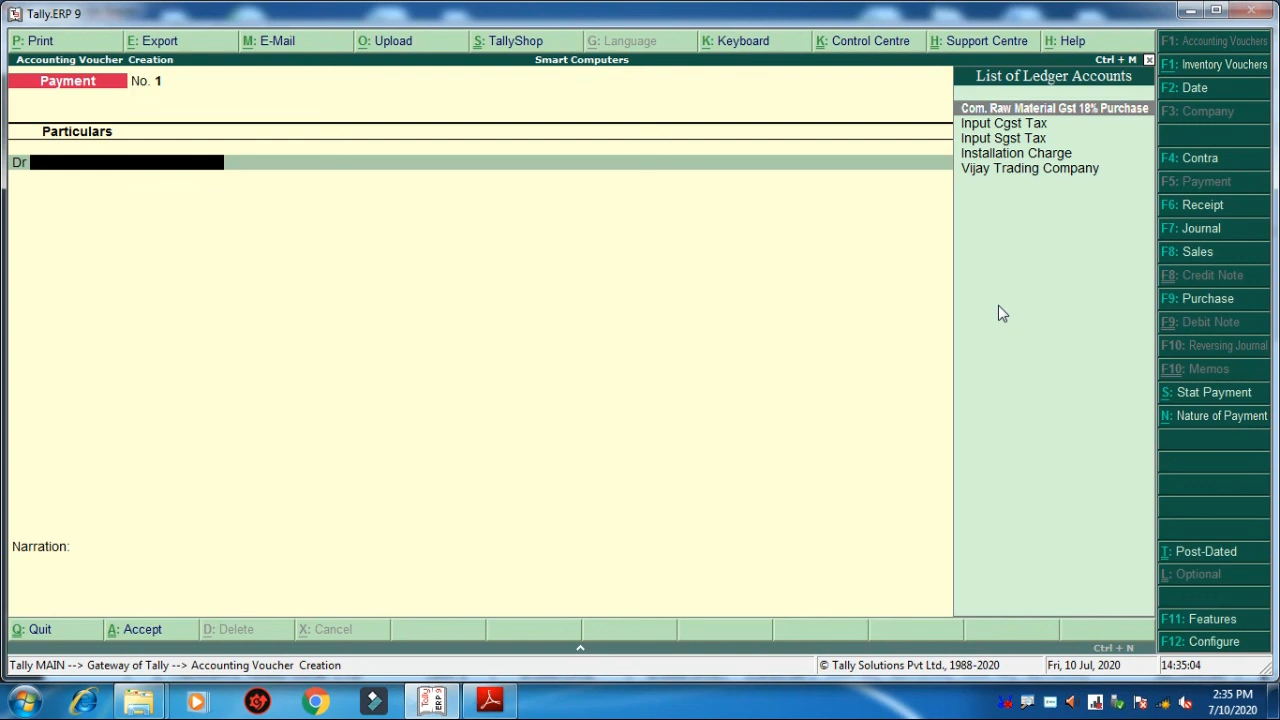 Tally.ERP 9
P: Print E: Export M: E-Mail O: Upload S: TallyShop G: Language K: Keyboard K: Control Centre H: Support Centre H: Help
Accounting Voucher Creation Smart Computers Ctrl + M
Payment No. 1
Particulars
Dr
Narration:
List of Ledger Accounts
Com. Raw Material Gst 18% Purchase
Input Cgst Tax
Input Sgst Tax
Installation Charge
Vijay Trading Company
F1: Accounting Vouchers
F1: Inventory Vouchers
F2: Date
F3: Company
F4: Contra
F5: Payment
F6: Receipt
F7: Journal
F8: Sales
F8: Credit Note
F9: Purchase
F9: Debit Note
F10: Reversing Journal
F10: Memos
S: Stat Payment
N: Nature of Payment
T: Post-Dated
L: Optional
F11: Features
F12: Configure
Q: Quit A: Accept D: Delete X: Cancel
Ctrl + N
Tally MAIN --> Gateway of Tally --> Accounting Voucher Creation © Tally Solutions Pvt Ltd., 1988-2020 Fri, 10 Jul, 2020 14:35:04
Tally ERP 9
2:35 PM
7/10/2020